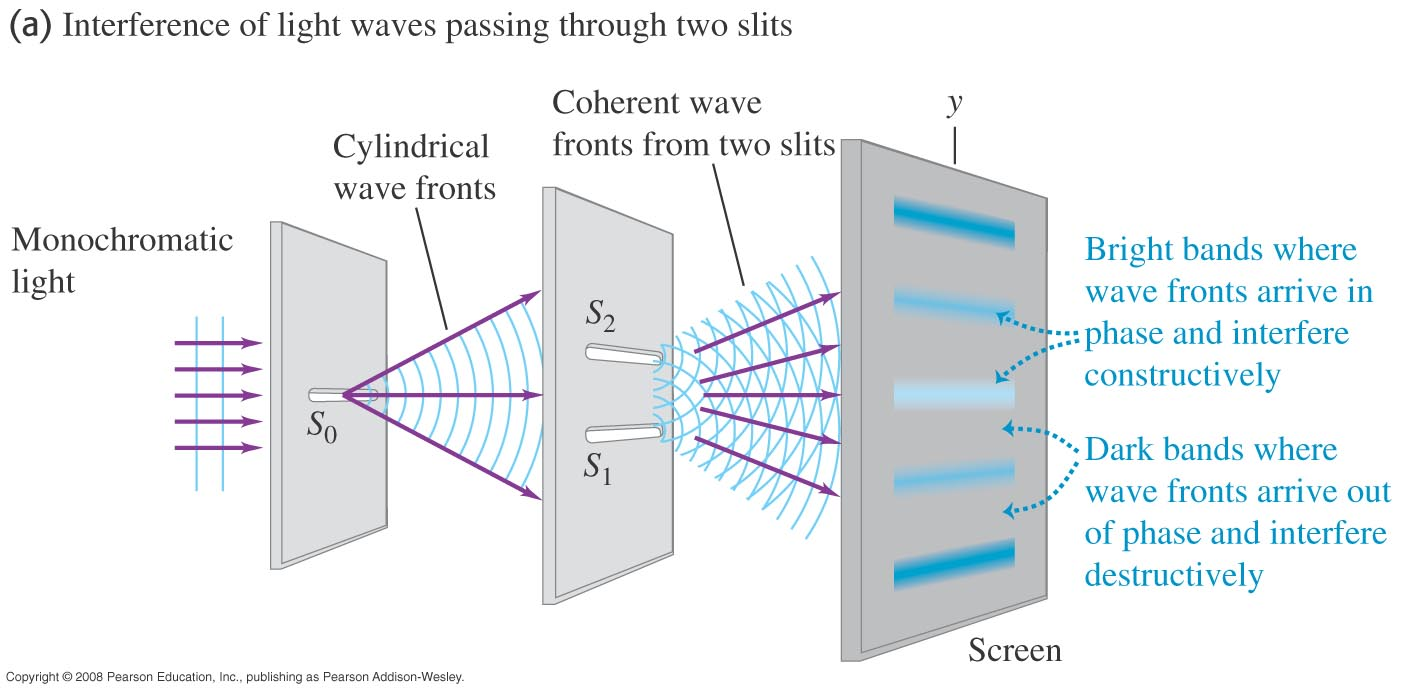 (a) Interference of light waves passing through two slits
Coherent wave
fronts from two slits
y
Cylindrical
wave fronts
Monochromatic
light
S0
S2
S1
Bright bands where
wave fronts arrive in
phase and interfere
constructively
Dark bands where
wave fronts arrive out
of phase and interfere
destructively
Screen
Copyright © 2008 Pearson Education, Inc., publishing as Pearson Addison-Wesley.